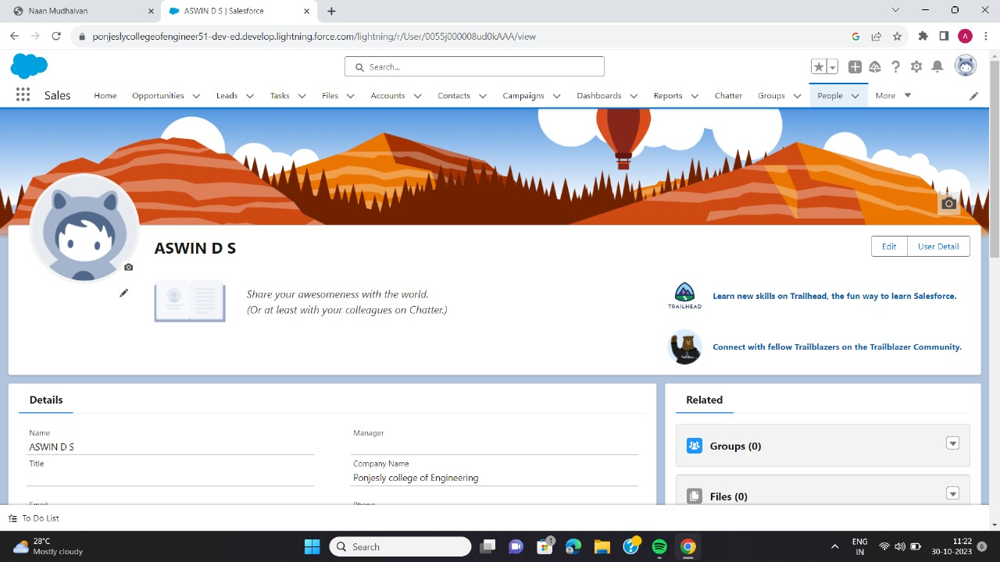 Naan Mudhalvan
ASWIN D S | Salesforce
ponjeslycollegeofengineer51-dev-ed.develop.lightning.force.com/lightning/r/User/0055j000008ud0kAAA/view
A
Search...
Sales
Home Opportunities Leads Tasks Files Accounts Contacts Campaigns Dashboards Reports Chatter Groups People More
ASWIN D S
Edit User Detail
Share your awesomeness with the world.
(Or at least with your colleagues on Chatter.)
TRAILHEAD
Learn new skills on Trailhead, the fun way to learn Salesforce.
Connect with fellow Trailblazers on the Trailblazer Community.
Details
Name
ASWIN D S
Manager
Title
Company Name
Ponjesly college of Engineering
Email
Phone
Related
Groups (0)
Files (0)
To Do List
28°C
Mostly cloudy
Search
1
ENG
IN
11:22
30-10-2023
6